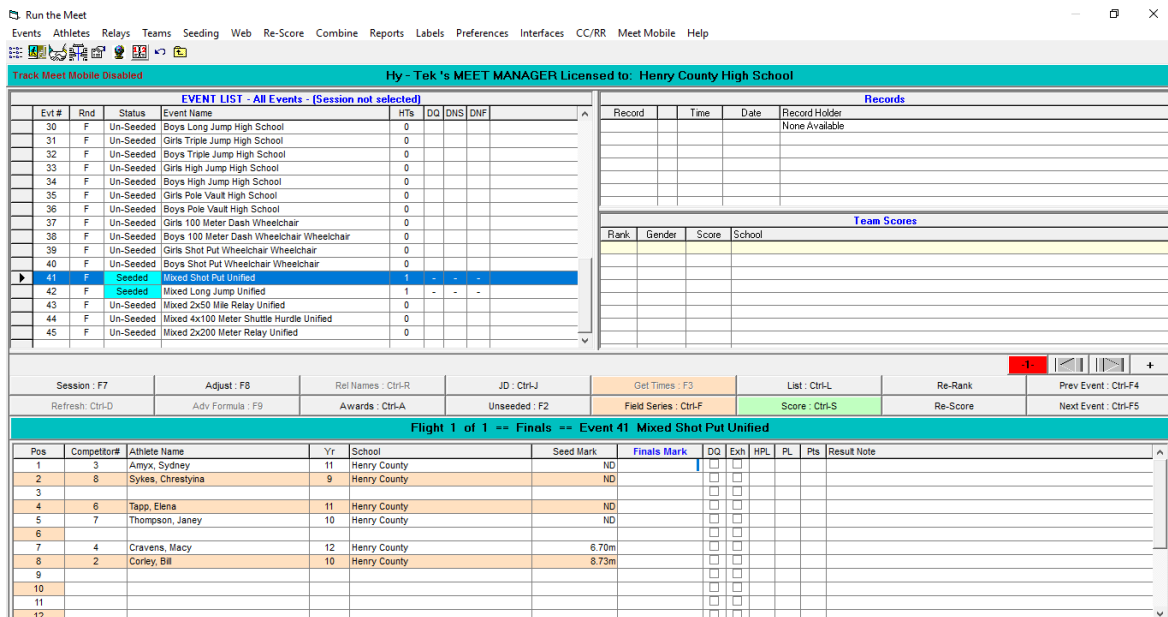 Run the Meet
Events Athletes Relays Teams Seeding Web Re-Score Combine Reports Labels Preferences Interfaces CC/RR Meet Mobile Help
Track Meet Mobile Disabled Hy - Tek 's MEET MANAGER Licensed to: Henry County High School
EVENT LIST - All Events - (Session not selected)
Evt # Rnd Status Event Name HTs DQ DNS DNF
30 F Un-Seeded Boys Long Jump High School 0
31 F Un-Seeded Girls Triple Jump High School 0
32 F Un-Seeded Boys Triple Jump High School 0
33 F Un-Seeded Girls High Jump High School 0
34 F Un-Seeded Boys High Jump High School 0
35 F Un-Seeded Girls Pole Vault High School 0
36 F Un-Seeded Boys Pole Vault High School 0
37 F Un-Seeded Girls 100 Meter Dash Wheelchair 0
38 F Un-Seeded Boys 100 Meter Dash Wheelchair Wheelchair 0
39 F Un-Seeded Girls Shot Put Wheelchair Wheelchair 0
40 F Un-Seeded Boys Shot Put Wheelchair Wheelchair 0
41 F Seeded Mixed Shot Put Unified 1 - - -
42 F Seeded Mixed Long Jump Unified 1 - - -
43 F Un-Seeded Mixed 2x50 Mile Relay Unified 0
44 F Un-Seeded Mixed 4x100 Meter Shuttle Hurdle Unified 0
45 F Un-Seeded Mixed 2x200 Meter Relay Unified 0
Records
Record Time Date Record Holder
None Available
Team Scores
Rank Gender Score School
-1- +
Session : F7 Adjust : F8 Rel Names : Ctrl-R JD : Ctrl-J Get Times : F3 List : Ctrl-L Re-Rank Prev Event : Ctrl-F4
Refresh: Ctrl-D Adv Formula : F9 Awards : Ctrl-A Unseeded : F2 Field Series : Ctrl-F Score : Ctrl-S Re-Score Next Event : Ctrl-F5
Flight 1 of 1 == Finals == Event 41 Mixed Shot Put Unified
Pos Competitor# Athlete Name Yr School Seed Mark Finals Mark DQ Exh HPL PL Pts Result Note
1 3 Amyx, Sydney 11 Henry County ND
2 8 Sykes, Chrestyina 9 Henry County ND
3
4 6 Tapp, Elena 11 Henry County ND
5 7 Thompson, Janey 10 Henry County ND
6
7 4 Cravens, Macy 12 Henry County 6.70m
8 2 Corley, Bill 10 Henry County 8.73m
9
10
11
12